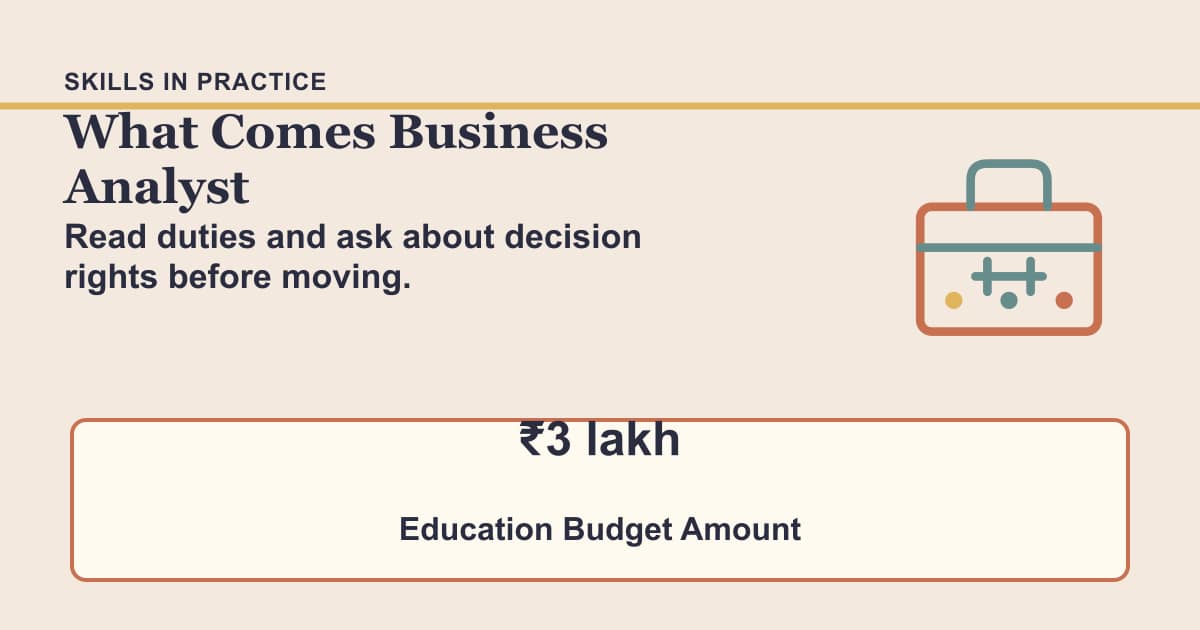 SKILLS IN PRACTICE
What Comes Business
Analyst
Read duties and ask about decision
rights before moving.
₹3 lakh
Education Budget Amount